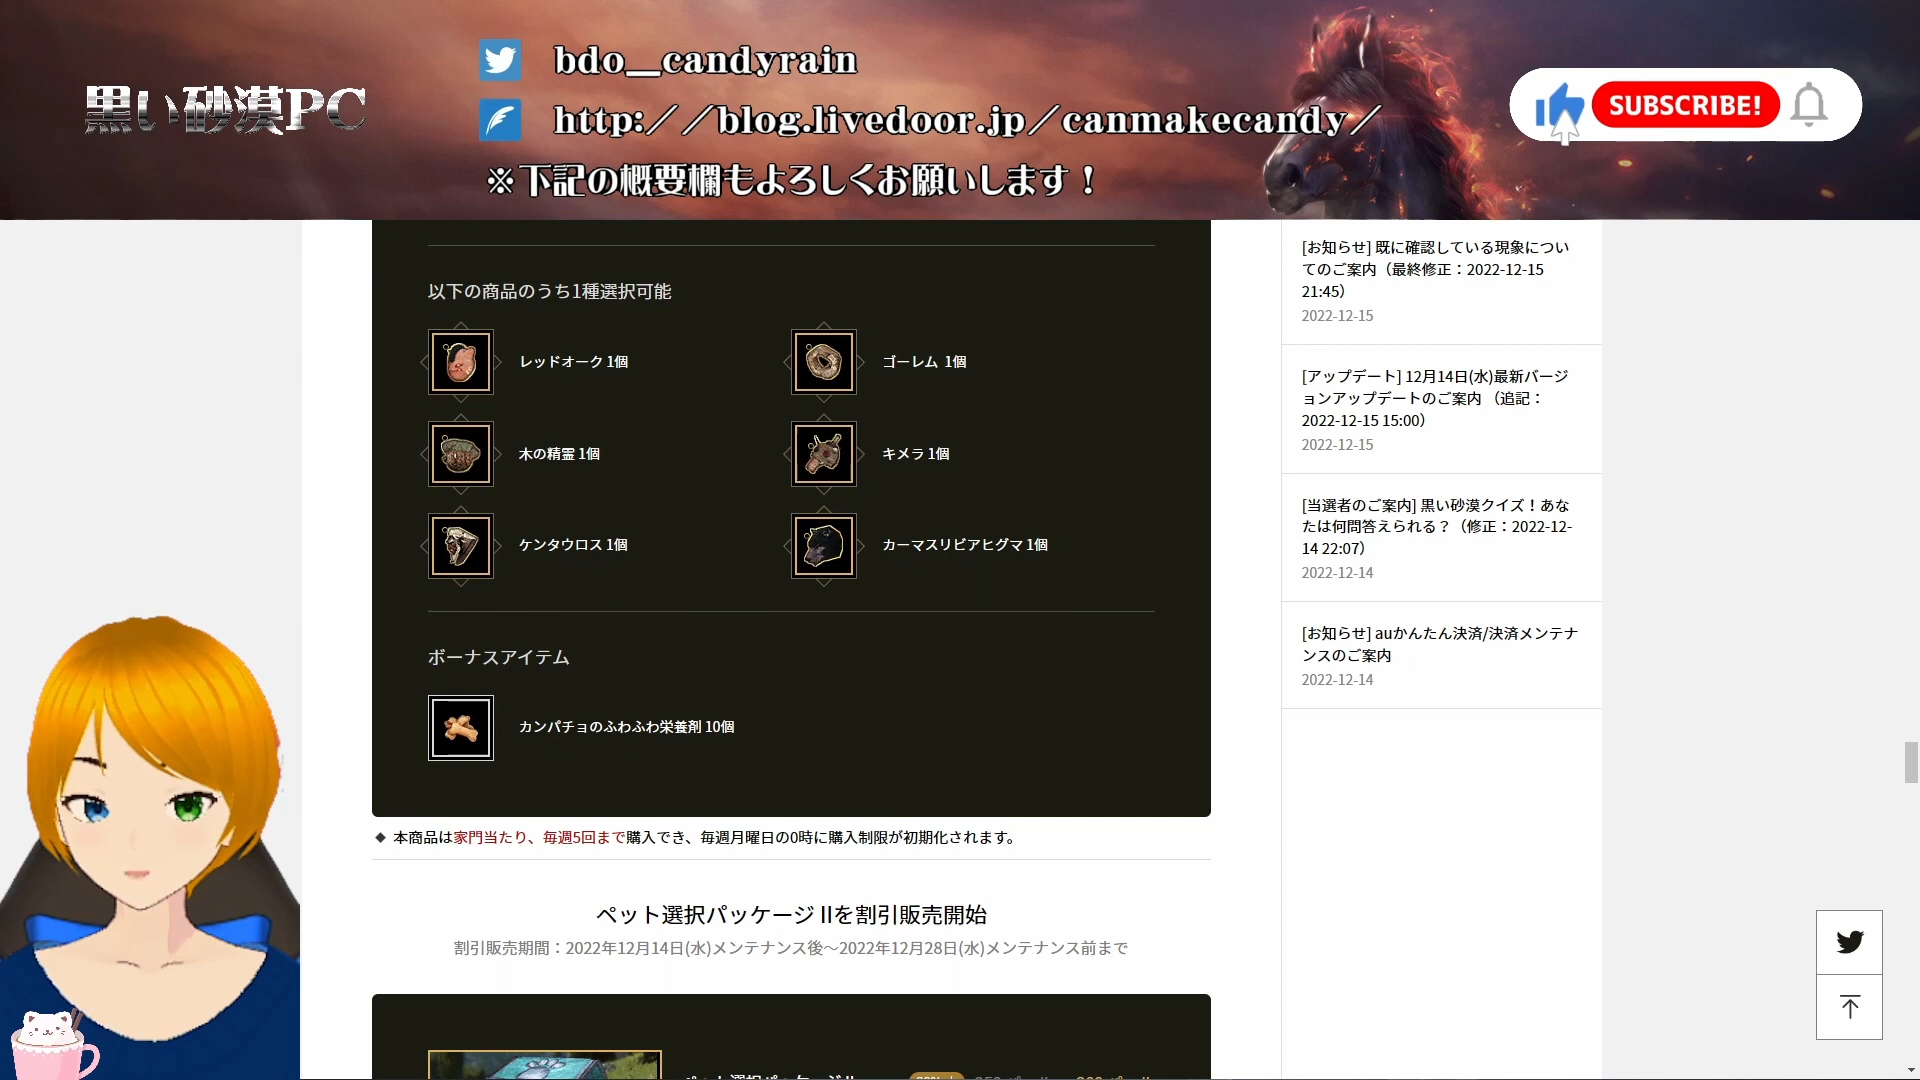 黒い砂漠PC
bdo__candyrain
http://blog.livedoor.jp/canmakecandy/
※下記の概要欄もよろしくお願いします！
SUBSCRIBE!
以下の商品のうち1種選択可能
レッドオーク 1個
ゴーレム 1個
木の精霊 1個
キメラ 1個
ケンタウロス 1個
カーマスリビアヒグマ 1個
ボーナスアイテム
カンパチョのふわふわ栄養剤 10個
◆ 本商品は家門当たり、毎週5回まで購入でき、毎週月曜日の0時に購入制限が初期化されます。
ペット選択パッケージ IIを割引販売開始
割引販売期間：2022年12月14日(水)メンテナンス後～2022年12月28日(水)メンテナンス前まで
[お知らせ] 既に確認している現象につい
てのご案内（最終修正：2022-12-15
21:45）
2022-12-15
[アップデート] 12月14日(水)最新バージ
ョンアップデートのご案内 （追記：
2022-12-15 15:00）
2022-12-15
[当選者のご案内] 黒い砂漠クイズ！あな
たは何問答えられる？（修正：2022-12-
14 22:07）
2022-12-14
[お知らせ] auかんたん決済/決済メンテナ
ンスのご案内
2022-12-14